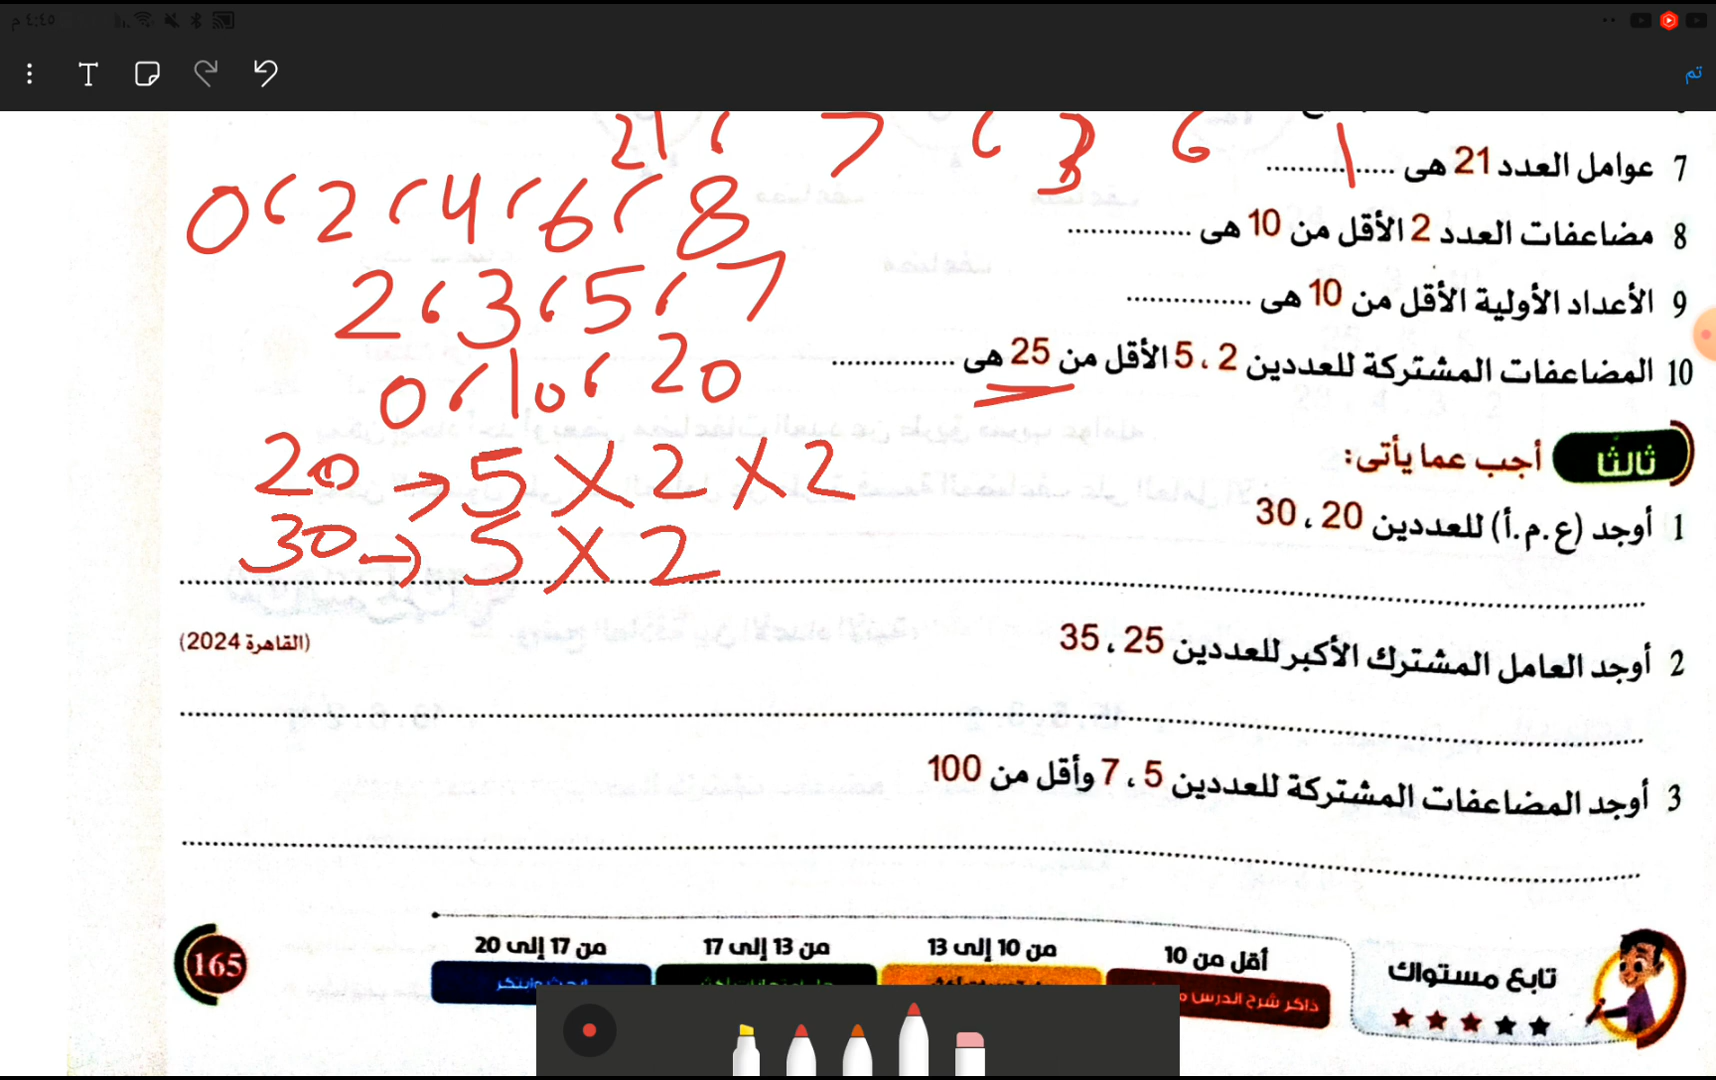 م ٤:٤٥
T
تم
21 ، 7 ، 3 ، 1
7 عوامل العدد 21 هى ..............
0 ، 2 ، 4 ، 6 ، 8
8 مضاعفات العدد 2 الأقل من 10 هى ..............
2 ، 3 ، 5 ، 7
9 الأعداد الأولية الأقل من 10 هى ..............
0 ، 10 ، 20
10 المضاعفات المشتركة للعددين 2 ، 5 الأقل من 25 هى ..............
ثالثًا أجب عما يأتى:
20 → 5 × 2 × 2
1 أوجد (ع.م.أ) للعددين 20 ، 30
30 → 5 × 2
2 أوجد العامل المشترك الأكبر للعددين 25 ، 35 (القاهرة 2024)
3 أوجد المضاعفات المشتركة للعددين 5 ، 7 وأقل من 100
165
تابع مستواك
أقل من 10
من 10 إلى 13
من 13 إلى 17
من 17 إلى 20
ذاكر شرح الدرس